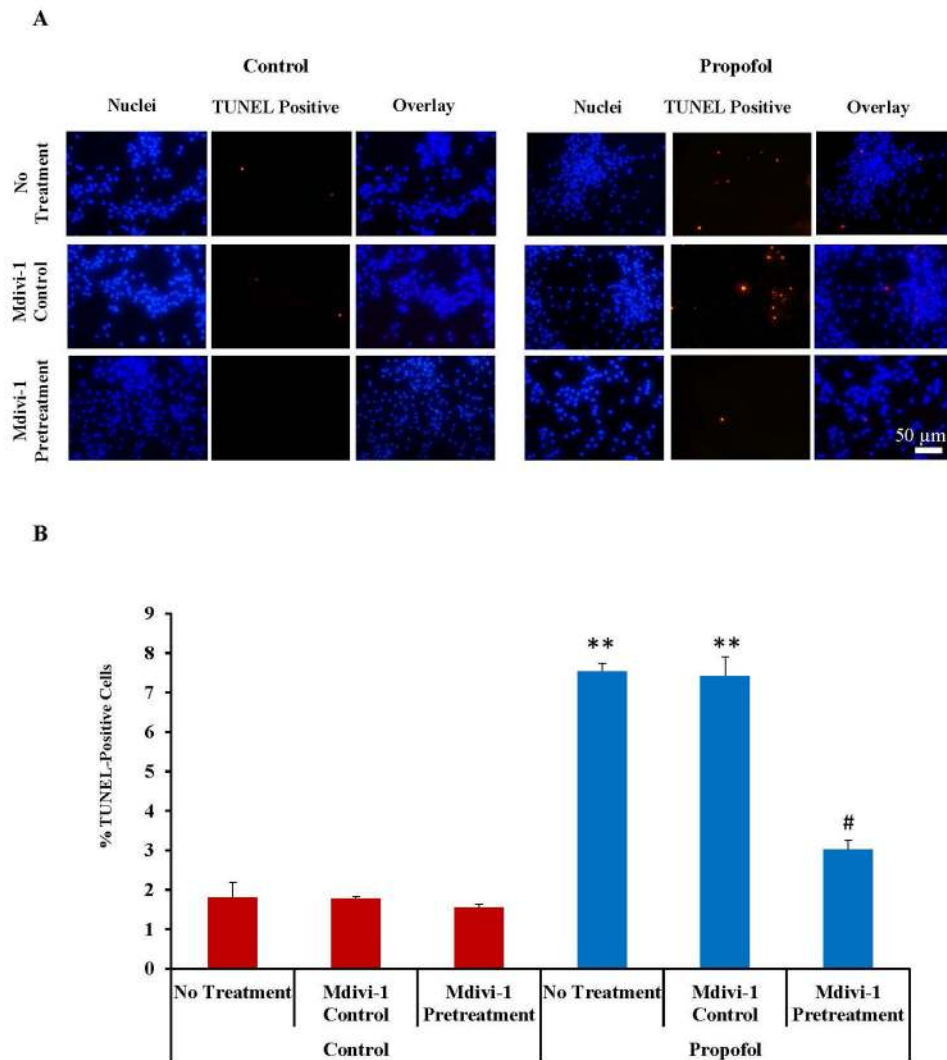 A
Control
Propofol
Nuclei TUNEL Positive Overlay
Nuclei TUNEL Positive Overlay
No
Treatment
Mdivi-1
Control
Mdivi-1
Pretreatment
50 µm
B
% TUNEL-Positive Cells
9
8
7
6
5
4
3
2
1
0
** ** #
No Treatment Mdivi-1 Control Mdivi-1 Pretreatment No Treatment Mdivi-1 Control Mdivi-1 Pretreatment
Control Propofol